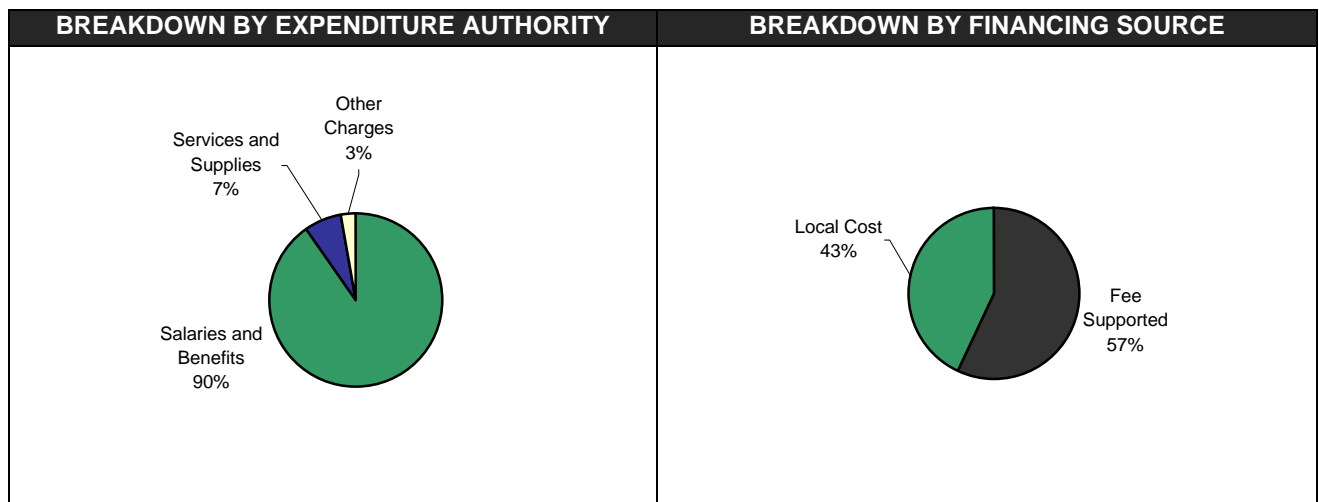 BREAKDOWN BY EXPENDITURE AUTHORITY
Other
Charges
3%
Services and
Supplies
7%
Salaries and
Benefits
90%
BREAKDOWN BY FINANCING SOURCE
Local Cost
43%
Fee
Supported
57%